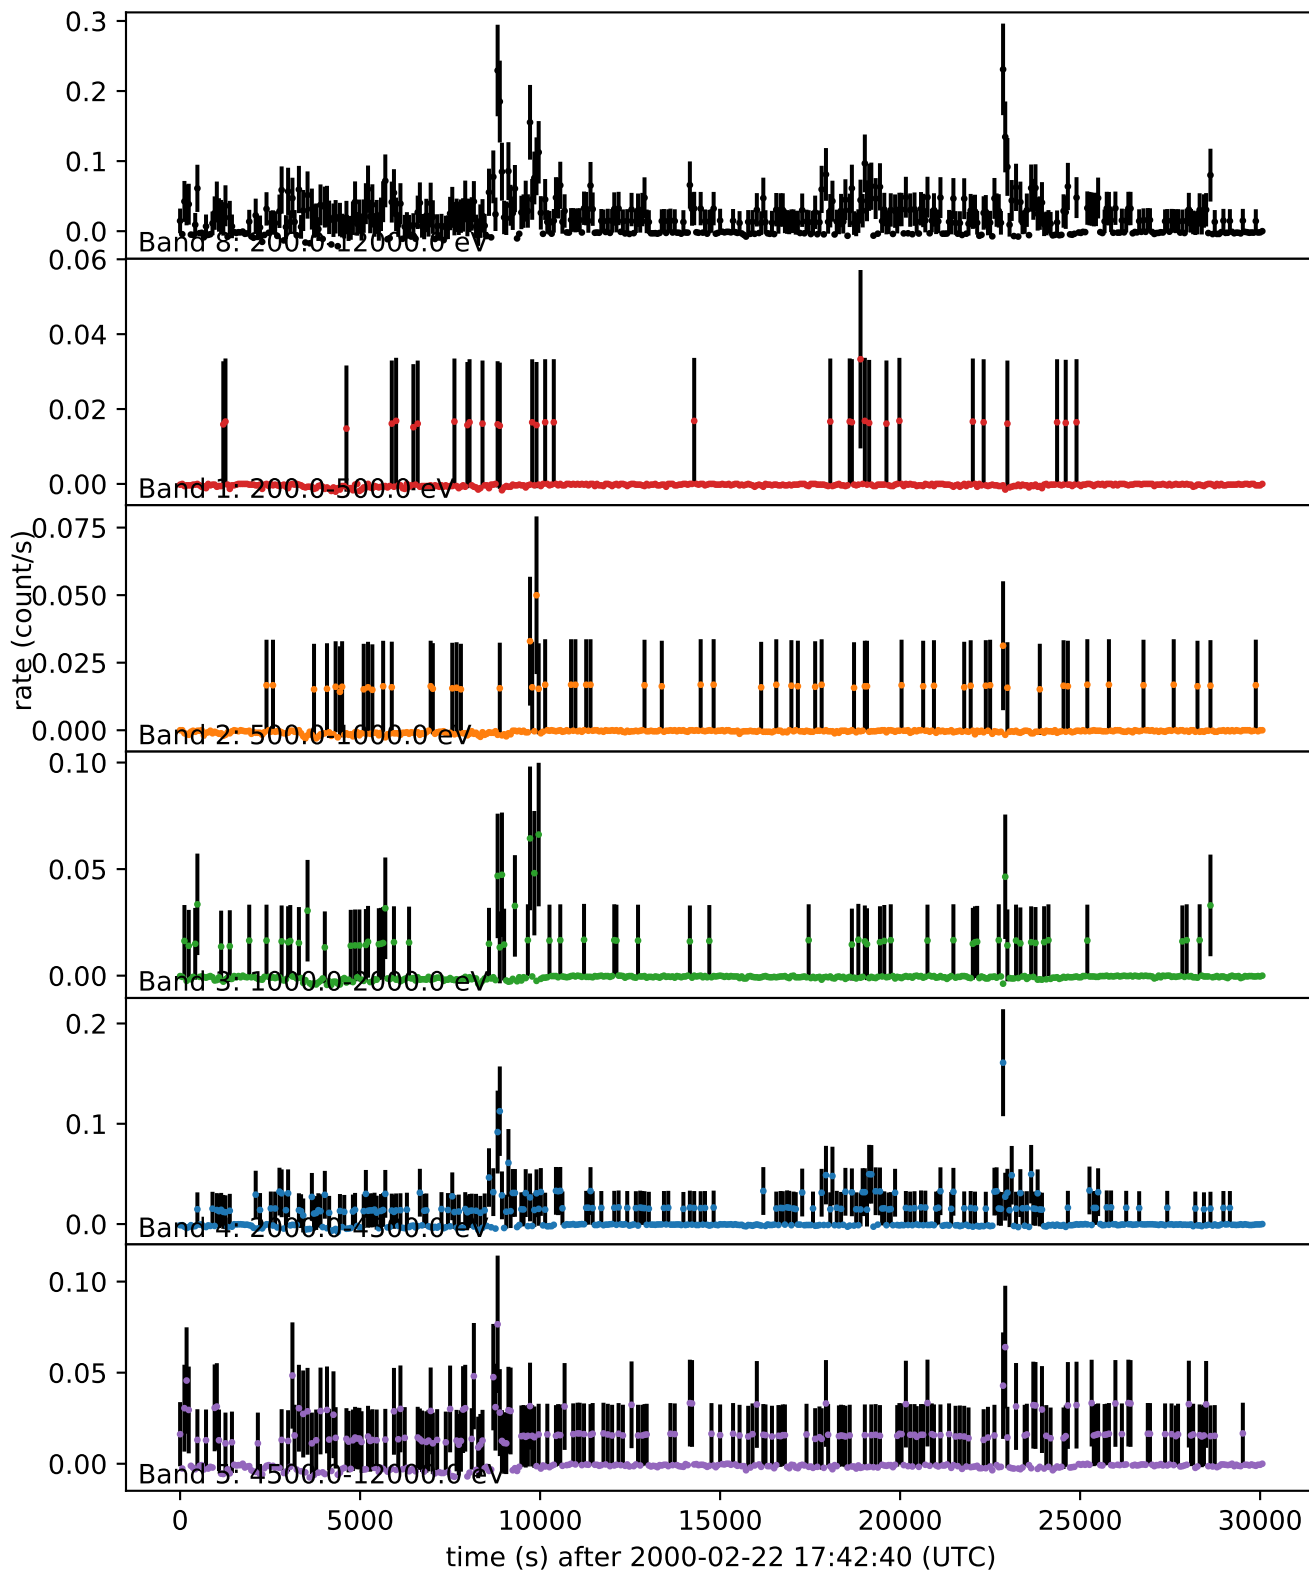 0.3
0.2
0.1
0.0
Band 8: 200.0-12000.0 eV
0.06
0.04
0.02
0.00
Band 1: 200.0-500.0 eV
rate (count/s)
0.075
0.050
0.025
0.000
Band 2: 500.0-1000.0 eV
0.10
0.05
0.00
Band 3: 1000.0-2000.0 eV
0.2
0.1
0.0
Band 4: 2000.0-4500.0 eV
0.10
0.05
0.00
Band 5: 4500.0-12000.0 eV
0 5000 10000 15000 20000 25000 30000
time (s) after 2000-02-22 17:42:40 (UTC)